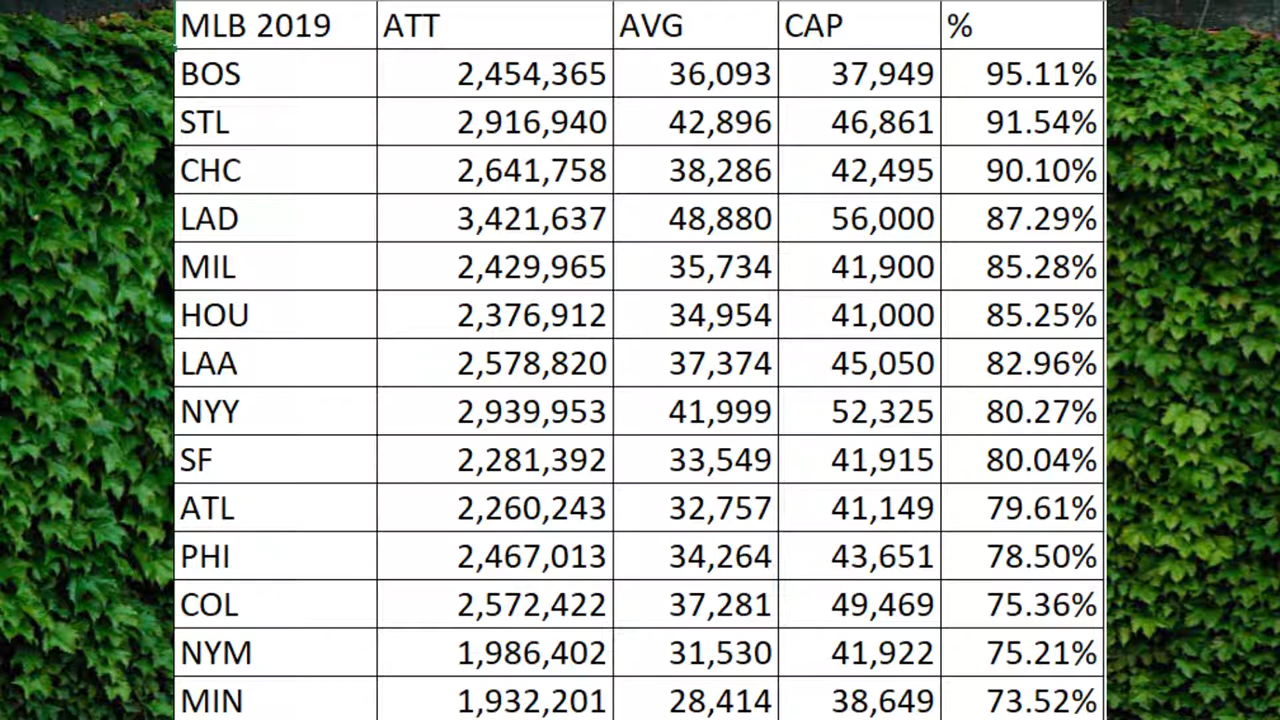 MLB 2019 ATT AVG CAP %
BOS 2,454,365 36,093 37,949 95.11%
STL 2,916,940 42,896 46,861 91.54%
CHC 2,641,758 38,286 42,495 90.10%
LAD 3,421,637 48,880 56,000 87.29%
MIL 2,429,965 35,734 41,900 85.28%
HOU 2,376,912 34,954 41,000 85.25%
LAA 2,578,820 37,374 45,050 82.96%
NYY 2,939,953 41,999 52,325 80.27%
SF 2,281,392 33,549 41,915 80.04%
ATL 2,260,243 32,757 41,149 79.61%
PHI 2,467,013 34,264 43,651 78.50%
COL 2,572,422 37,281 49,469 75.36%
NYM 1,986,402 31,530 41,922 75.21%
MIN 1,932,201 28,414 38,649 73.52%